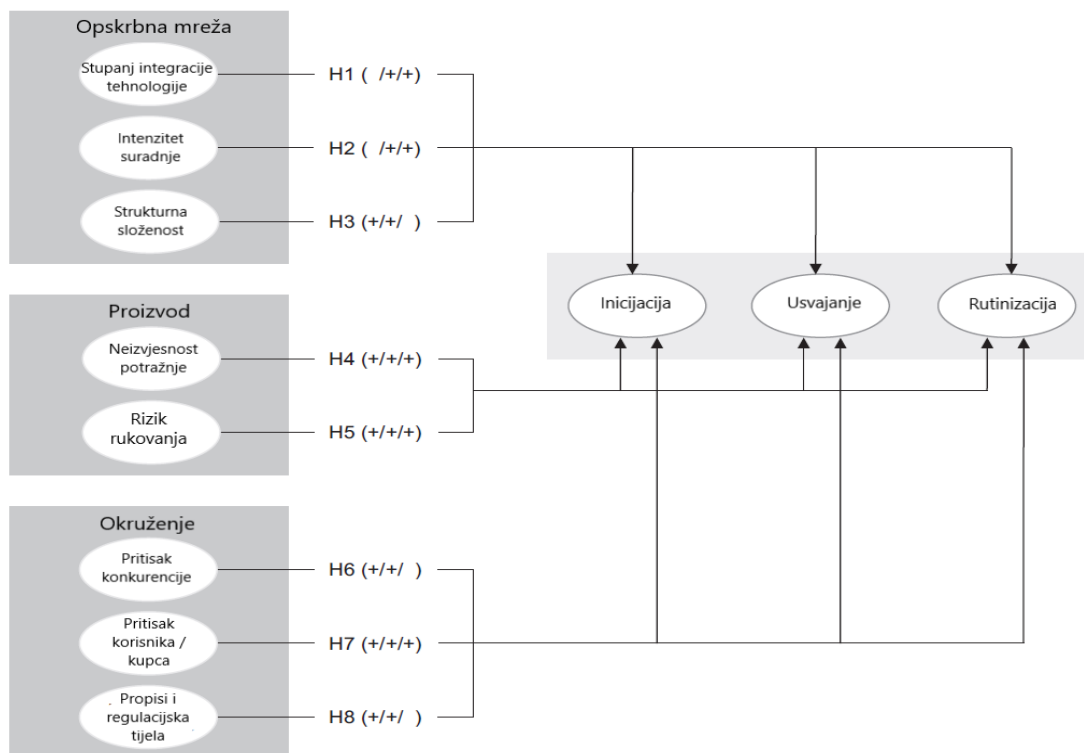 Opskrbna mreža
Stupanj integracije
tehnologije
H1 ( /+/+)
Intenzitet
suradnje
H2 ( /+/+)
Strukturna
složenost
H3 (+/+/ )
Inicijacija
Usvajanje
Rutinizacija
Proizvod
Neizvjesnost
potražnje
H4 (+/+/+)
Rizik
rukovanja
H5 (+/+/+)
Okruženje
Pritisak
konkurencije
H6 (+/+/ )
Pritisak
korisnika /
kupca
H7 (+/+/+)
Propisi i
regulacijska
tijela
H8 (+/+/ )